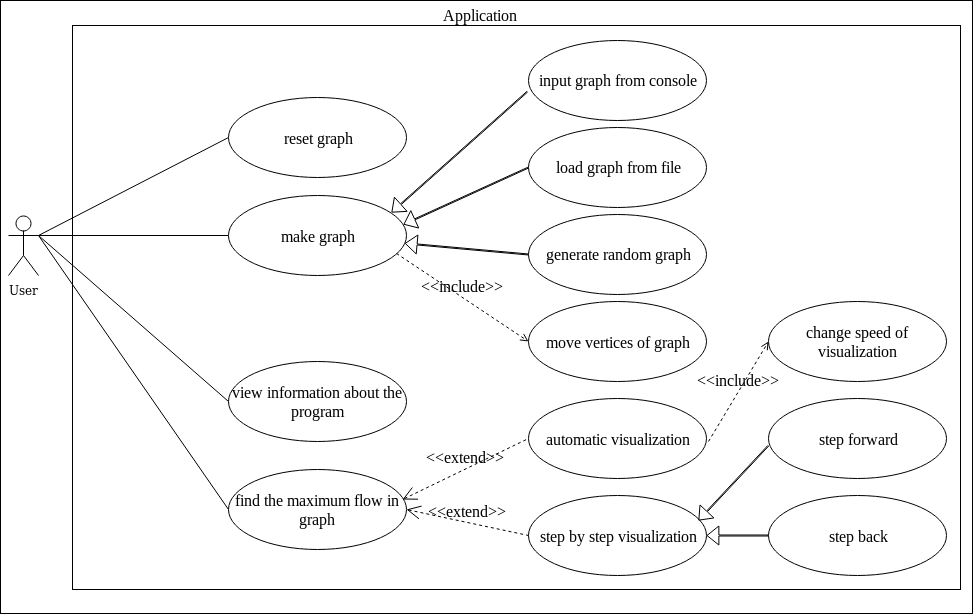 Application
input graph from console
reset graph
load graph from file
make graph
generate random graph
User
<<include>>
move vertices of graph
change speed of
visualization
<<include>>
view information about the
program
automatic visualization
step forward
<<extend>>
find the maximum flow in
graph
<<extend>>
step by step visualization
step back